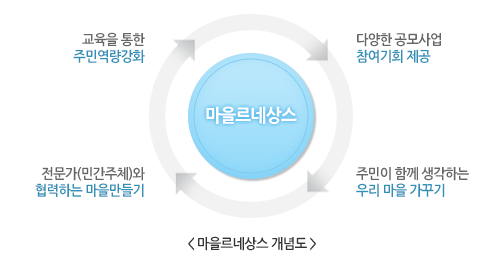 교육을 통한
주민역량강화
다양한 공모사업
참여기회 제공
마을르네상스
전문가(민간주체)와
협력하는 마을만들기
주민이 함께 생각하는
우리 마을 가꾸기
< 마을르네상스 개념도 >